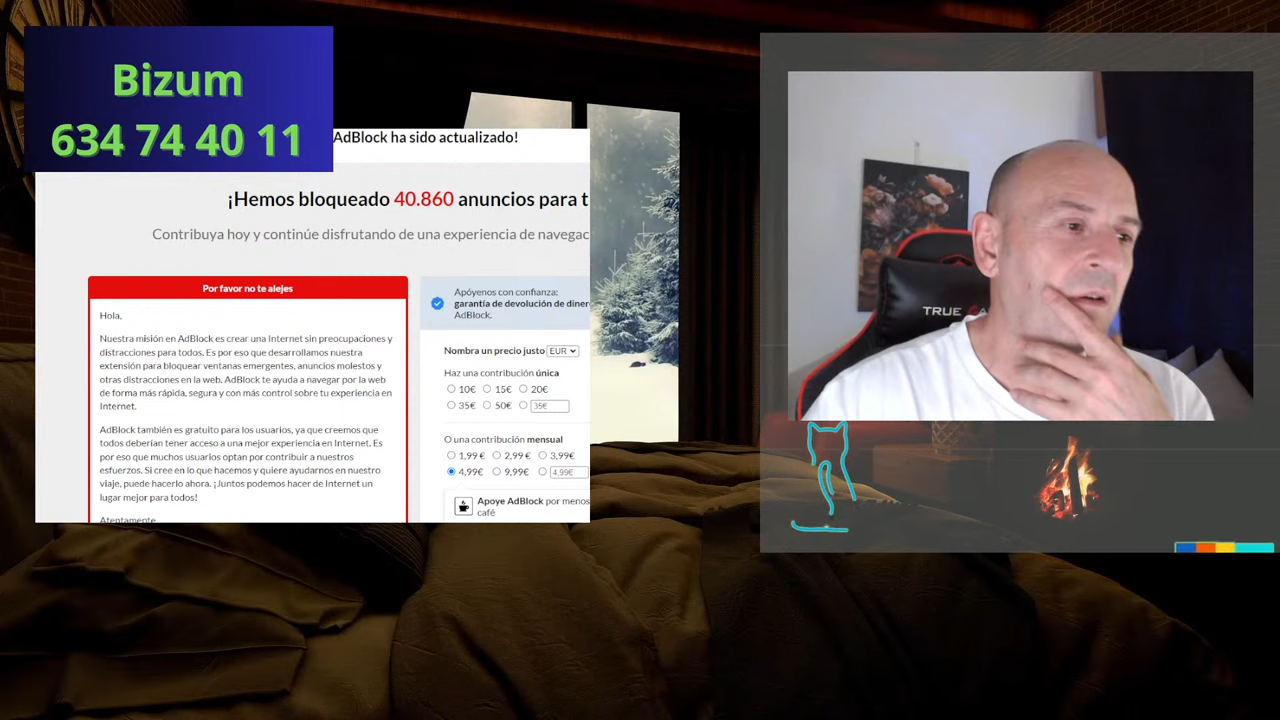 Bizum
634 74 40 11
AdBlock ha sido actualizado!
¡Hemos bloqueado 40.860 anuncios para t
Contribuya hoy y continúe disfrutando de una experiencia de navegac
Por favor no te alejes
Hola,
Nuestra misión en AdBlock es crear una Internet sin preocupaciones y
distracciones para todos. Es por eso que desarrollamos nuestra
extensión para bloquear ventanas emergentes, anuncios molestos y
otras distracciones en la web. AdBlock te ayuda a navegar por la web
de forma más rápida, segura y con más control sobre tu experiencia en
Internet.
AdBlock también es gratuito para los usuarios, ya que creemos que
todos deberían tener acceso a una mejor experiencia en Internet. Es
por eso que muchos usuarios optan por contribuir a nuestros
esfuerzos. Si cree en lo que hacemos y quiere ayudarnos en nuestro
viaje, puede hacerlo ahora. ¡Juntos podemos hacer de Internet un
lugar mejor para todos!
Atentamente
Apóyenos con confianza:
garantía de devolución de diner
AdBlock.
Nombra un precio justo EUR
Haz una contribución única
10€ 15€ 20€
35€ 50€ 35€
O una contribución mensual
1,99 € 2,99 € 3,99€
4,99€ 9,99€ 4,99€
Apoye AdBlock por menos
café
TRUE